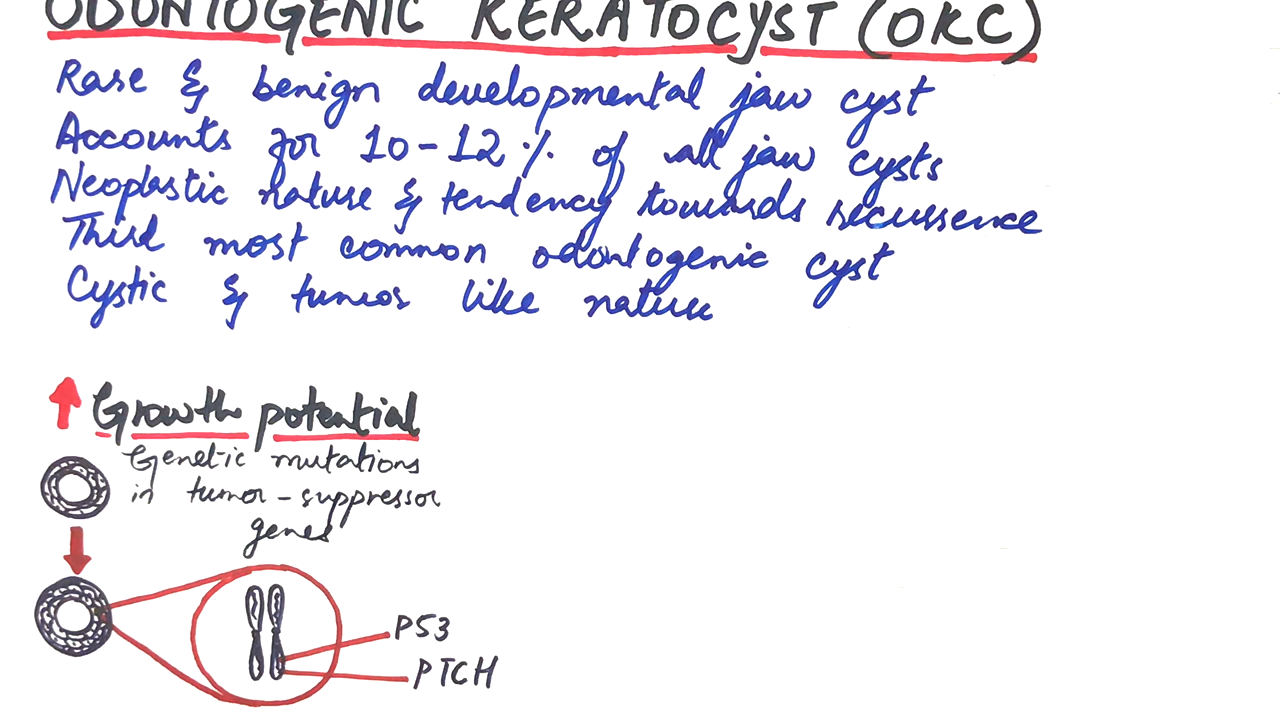 ODONTOGENIC KERATOCYST (OKC)
Rare & benign developmental jaw cyst
Accounts for 10-12% of all jaw cysts
Neoplastic nature & tendency towards recurrence
Third most common odontogenic cyst
Cystic & tumor like nature
Growth potential
Genetic mutations
in tumor-suppressor
genes
P53
PTCH